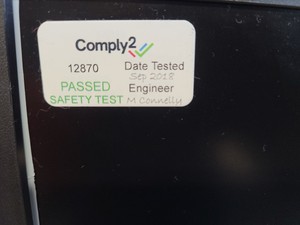 Comply2
12870 Date Tested
Sep 2018
PASSED Engineer
SAFETY TEST M Connelly